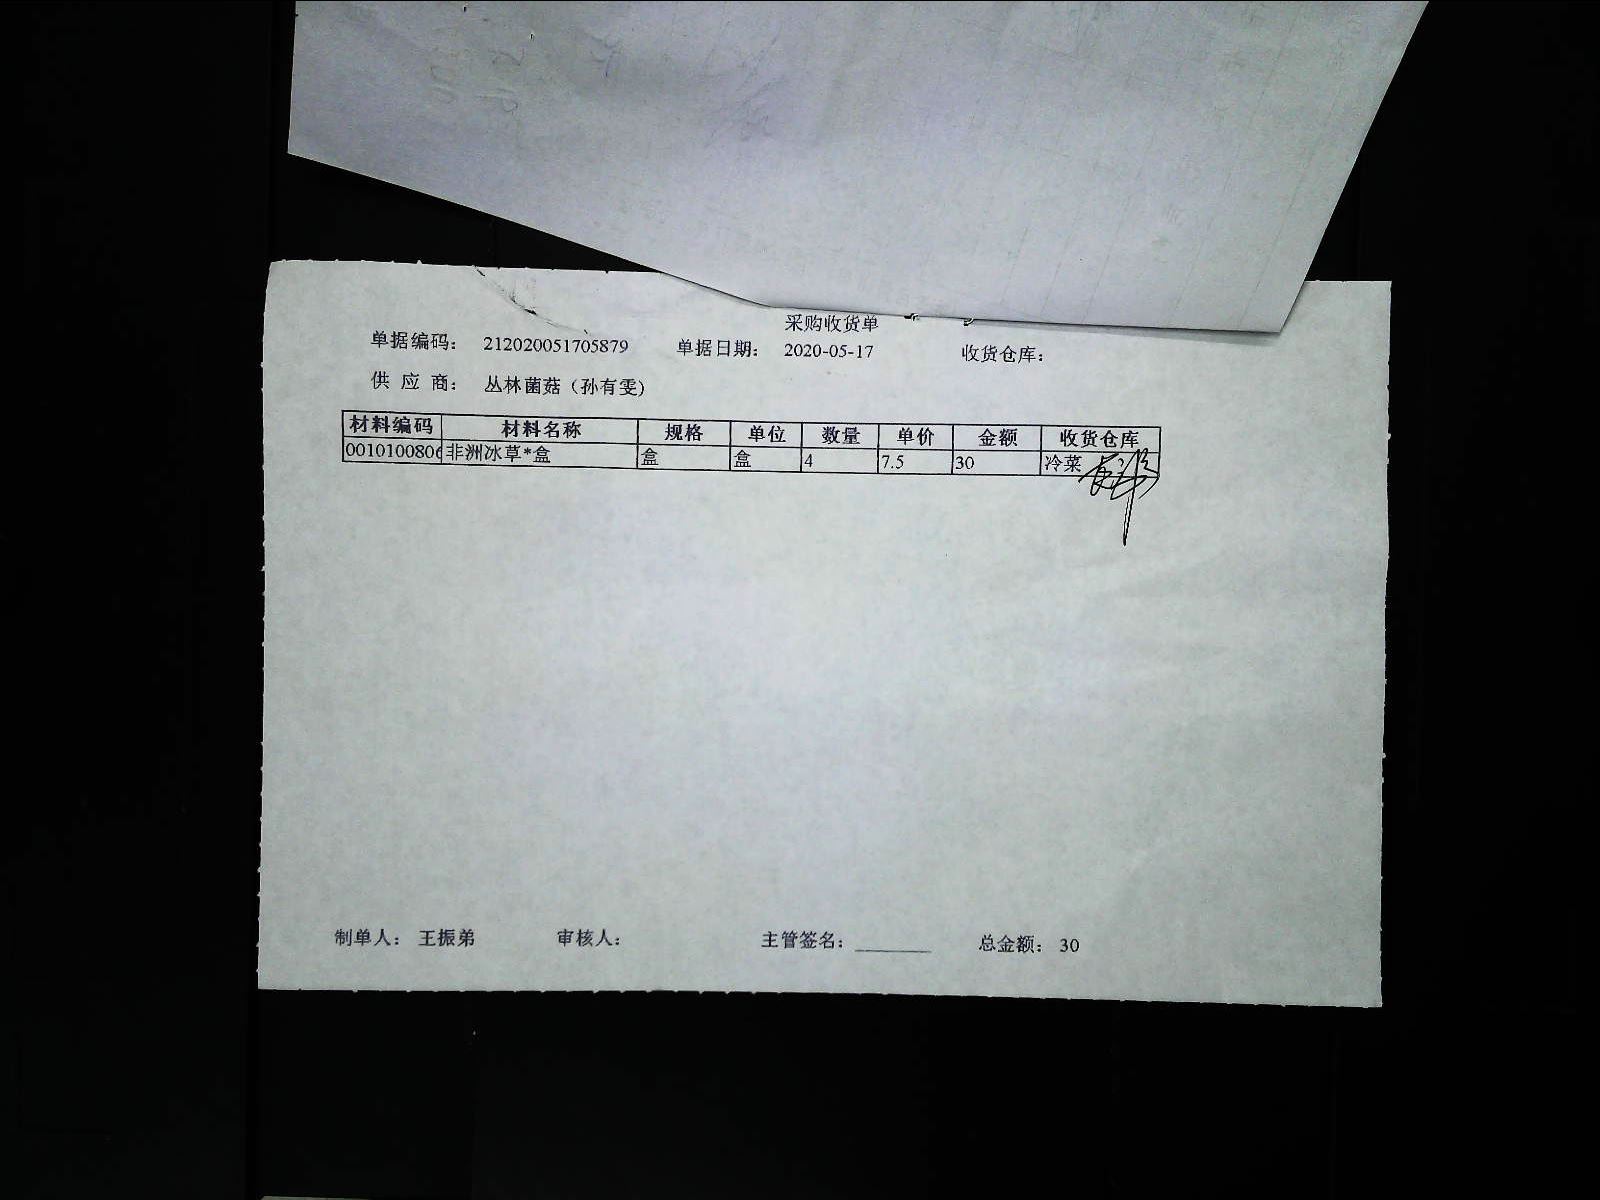 采购收货单
单据编码： 212020051705879 单据日期： 2020-05-17 收货仓库：
供 应 商： 丛林菌菇（孙有雯）
材料编码 材料名称 规格 单位 数量 单价 金额 收货仓库
0010100806 非洲冰草*盒 盒 盒 4 7.5 30 冷菜
制单人： 王振弟 审核人： 主管签名： 总金额： 30